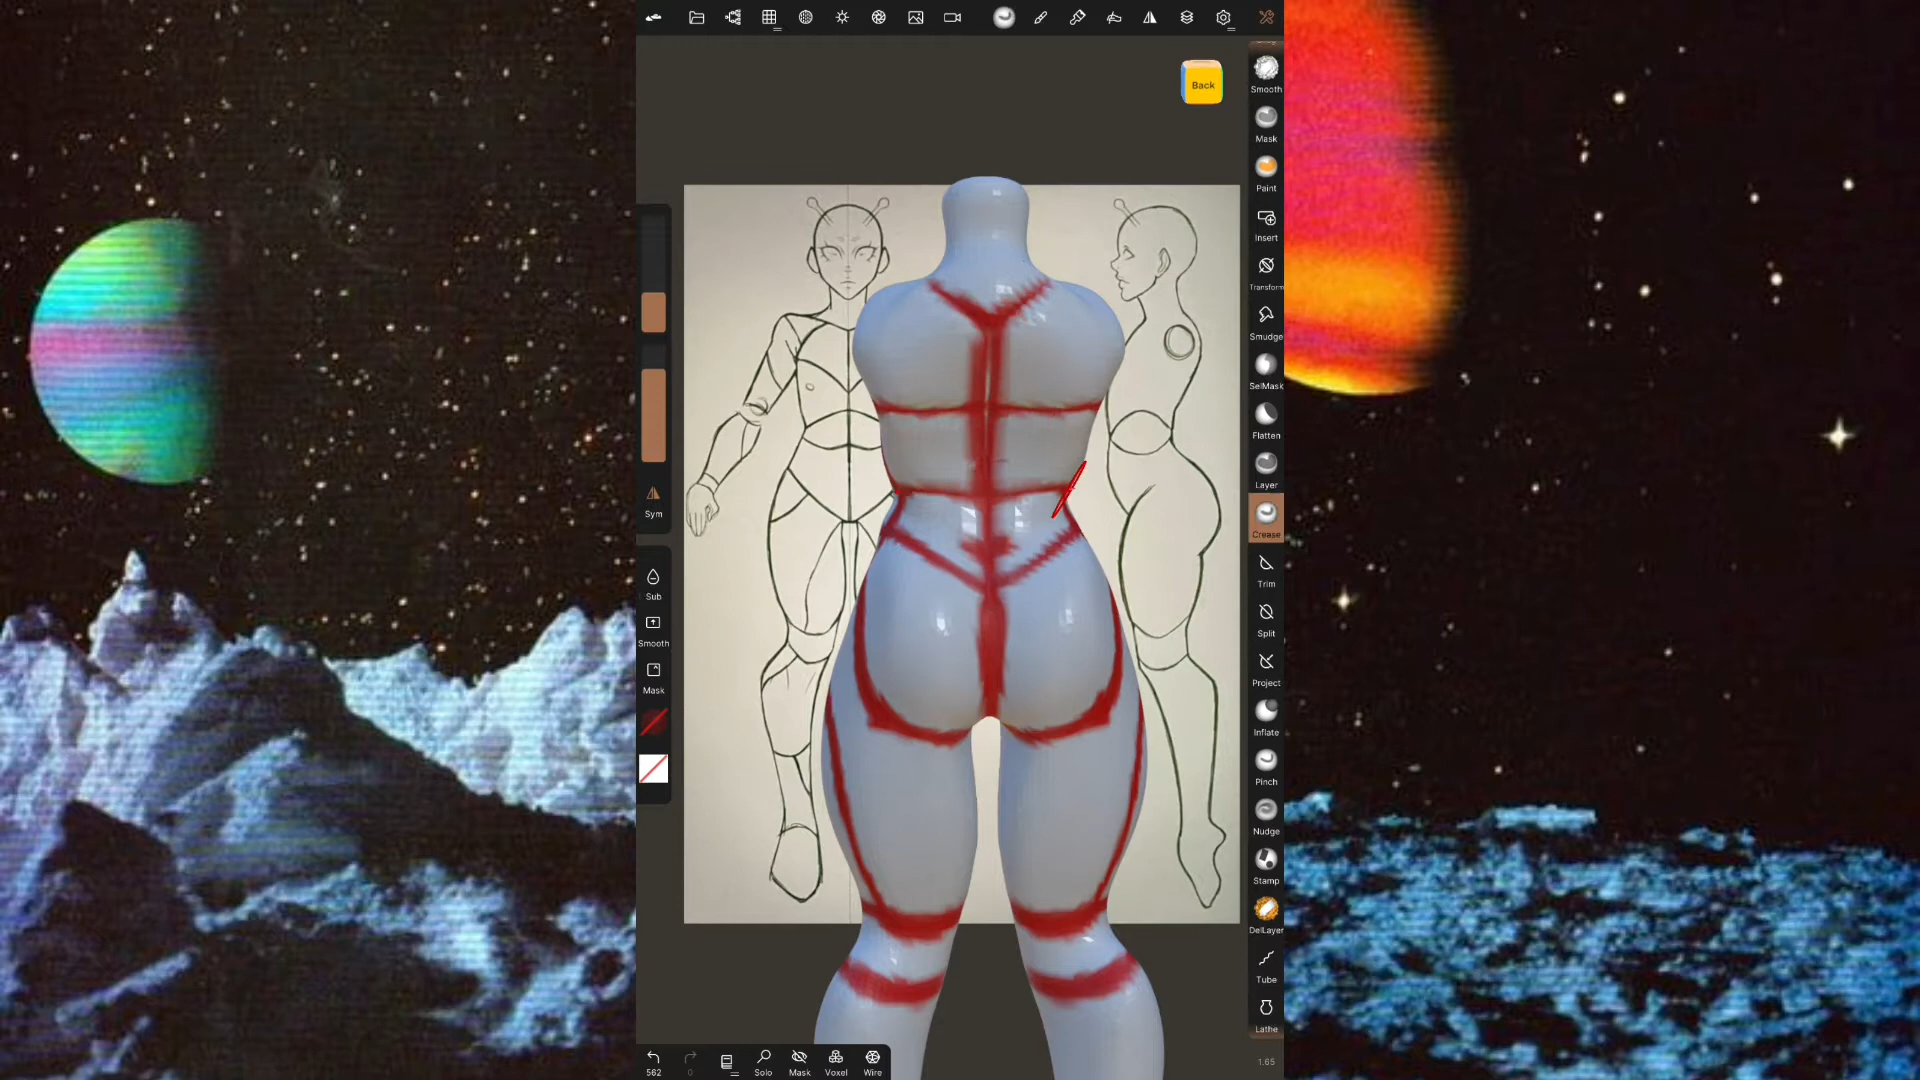 Back
Smooth
Mask
Paint
Insert
Transform
Smudge
SelMask
Flatten
Layer
Crease
Trim
Split
Project
Inflate
Pinch
Nudge
Stamp
DelLayer
Tube
Lathe
1.65
Sym
Sub
Smooth
Mask
562
0
Solo
Mask
Voxel
Wire